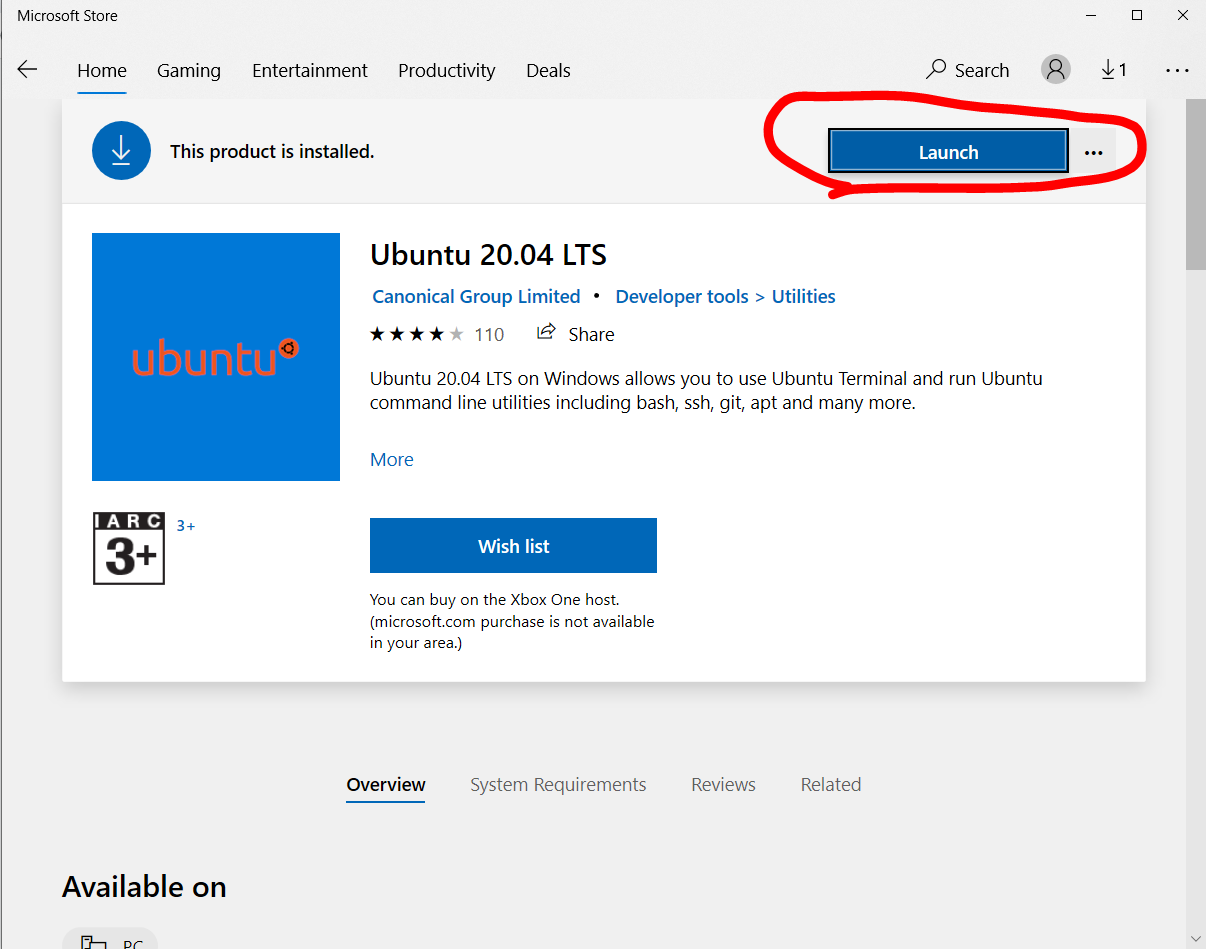 Microsoft Store
Home Gaming Entertainment Productivity Deals Search 1
This product is installed. Launch
Ubuntu 20.04 LTS
Canonical Group Limited • Developer tools > Utilities
110 Share
ubuntu
Ubuntu 20.04 LTS on Windows allows you to use Ubuntu Terminal and run Ubuntu
command line utilities including bash, ssh, git, apt and many more.
More
IARC
3+
3+
Wish list
You can buy on the Xbox One host.
(microsoft.com purchase is not available
in your area.)
Overview System Requirements Reviews Related
Available on
PC